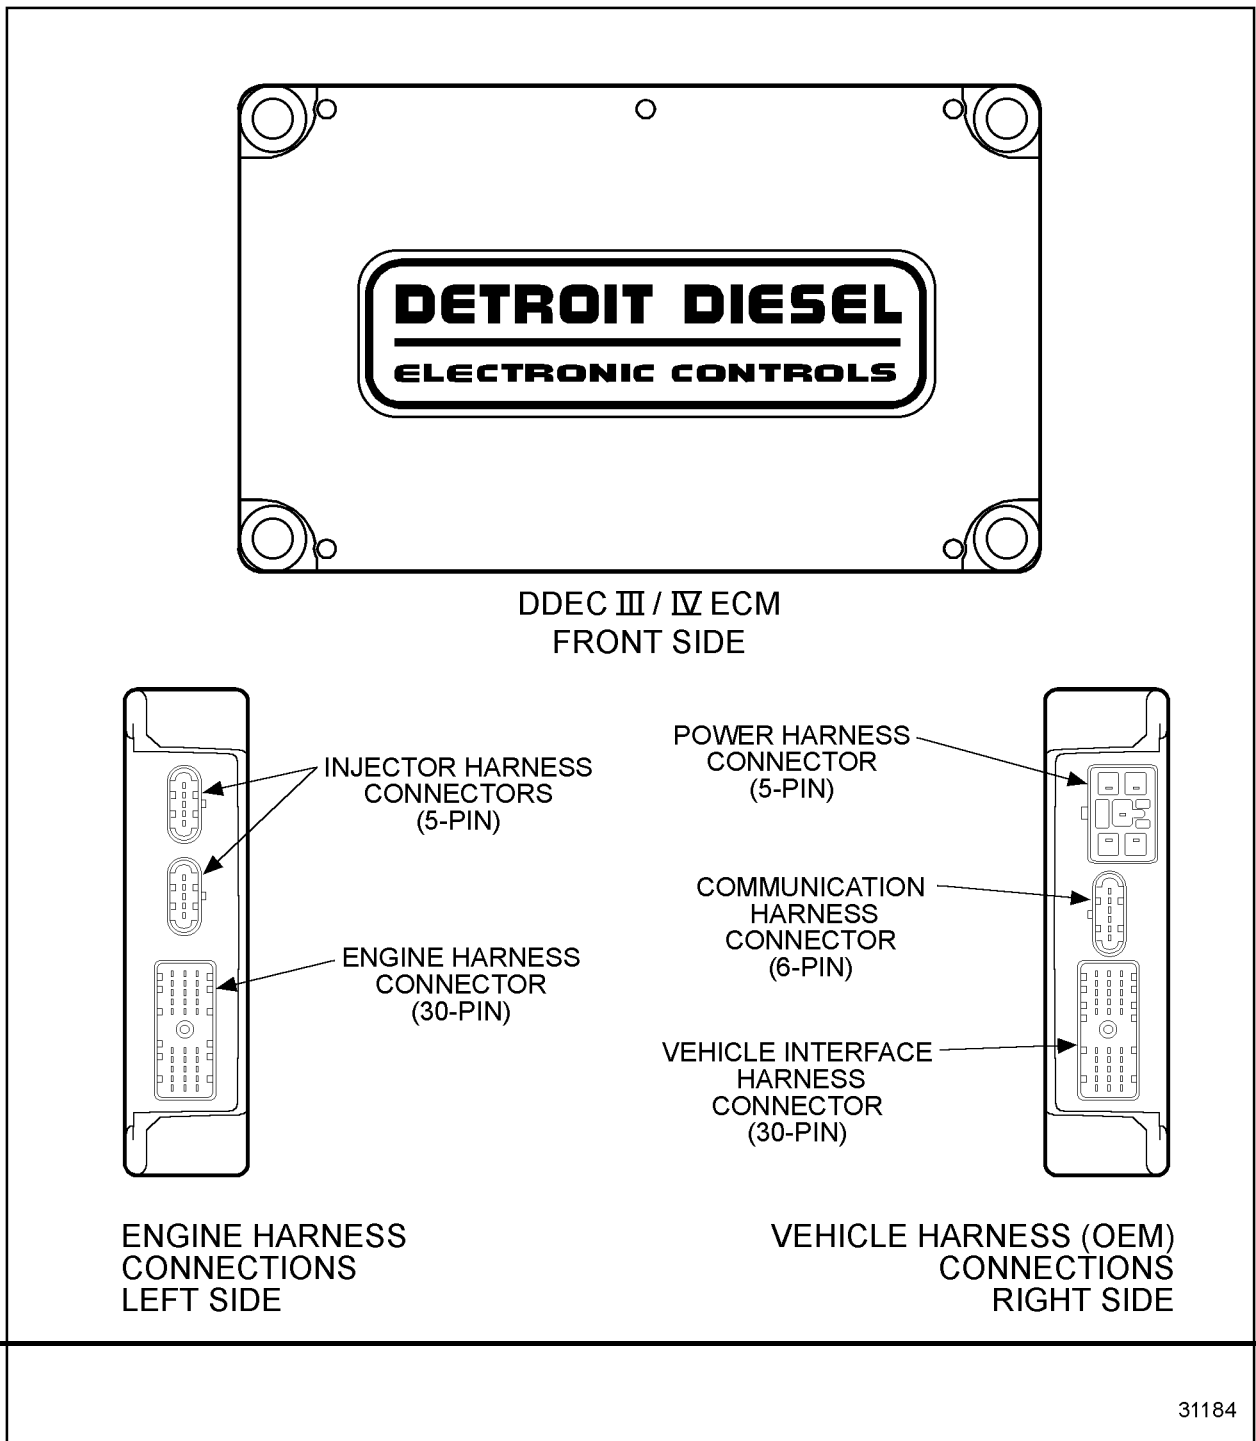 DETROIT DIESEL
ELECTRONIC CONTROLS
DDEC III / IV ECM
FRONT SIDE
INJECTOR HARNESS
CONNECTORS
(5-PIN)
ENGINE HARNESS
CONNECTOR
(30-PIN)
POWER HARNESS
CONNECTOR
(5-PIN)
COMMUNICATION
HARNESS
CONNECTOR
(6-PIN)
VEHICLE INTERFACE
HARNESS
CONNECTOR
(30-PIN)
ENGINE HARNESS
CONNECTIONS
LEFT SIDE
VEHICLE HARNESS (OEM)
CONNECTIONS
RIGHT SIDE
31184